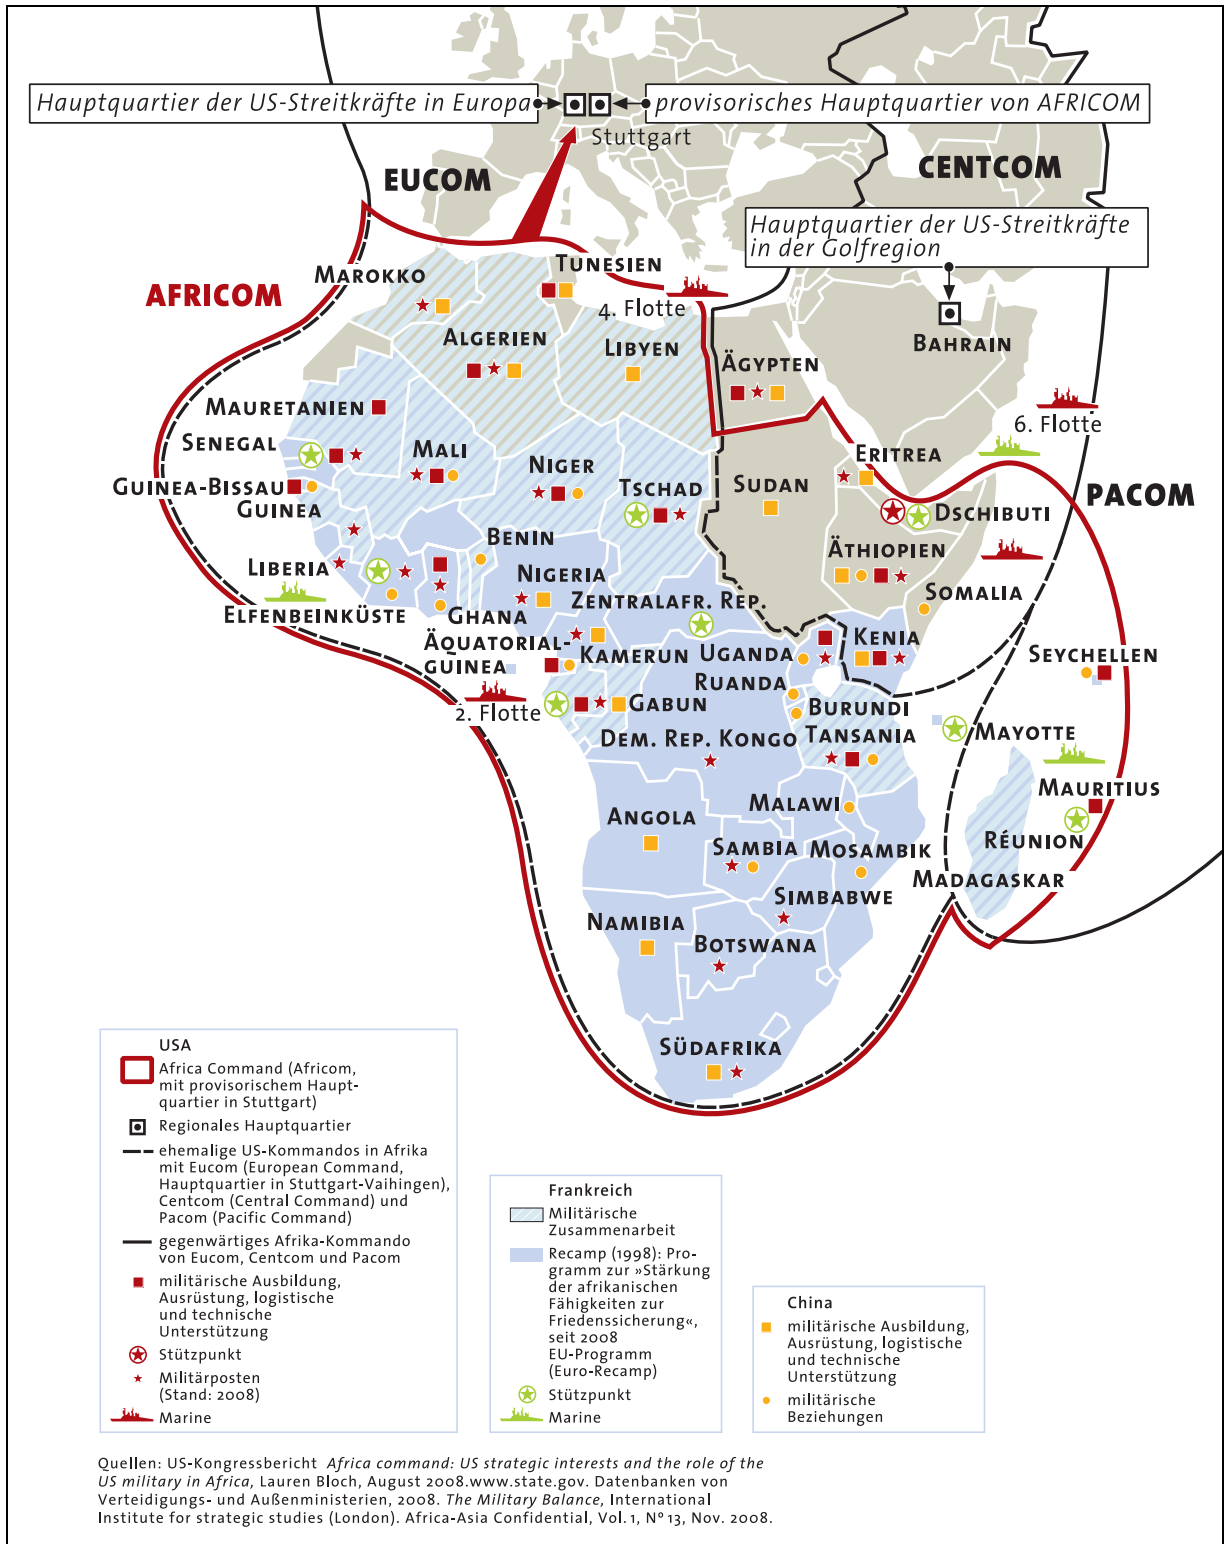 Hauptquartier der US-Streitkräfte in Europa
provisorisches Hauptquartier von AFRICOM
Stuttgart
EUCOM
CENTCOM
Hauptquartier der US-Streitkräfte
in der Golfregion
AFRICOM
MAROKKO
TUNESIEN
4. Flotte
ALGERIEN
LIBYEN
ÄGYPTEN
BAHRAIN
6. Flotte
MAURETANIEN
SENEGAL
MALI
NIGER
TSCHAD
SUDAN
ERITREA
PACOM
GUINEA-BISSAU
GUINEA
DSCHIBUTI
BENIN
ÄTHIOPIEN
LIBERIA
NIGERIA
SOMALIA
ZENTRALAFR. REP.
ELFENBEINKÜSTE
GHANA
ÄQUATORIAL-
GUINEA
KAMERUN
UGANDA
KENIA
SEYCHELLEN
RUANDA
2. Flotte
GABUN
BURUNDI
MAYOTTE
DEM. REP. KONGO
TANSANIA
MAURITIUS
MALAWI
ANGOLA
SAMBIA
MOSAMBIK
RÉUNION
MADAGASKAR
SIMBABWE
NAMIBIA
BOTSWANA
SÜDAFRIKA
USA
Africa Command (Africom,
mit provisorischem Haupt-
quartier in Stuttgart)
Regionales Hauptquartier
ehemalige US-Kommandos in Afrika
mit Eucom (European Command,
Hauptquartier in Stuttgart-Vaihingen),
Centcom (Central Command) und
Pacom (Pacific Command)
gegenwärtiges Afrika-Kommando
von Eucom, Centcom und Pacom
militärische Ausbildung,
Ausrüstung, logistische
und technische
Unterstützung
Stützpunkt
Militärposten
(Stand: 2008)
Marine
Frankreich
Militärische
Zusammenarbeit
Recamp (1998): Pro-
gramm zur »Stärkung
der afrikanischen
Fähigkeiten zur
Friedenssicherung«,
seit 2008
EU-Programm
(Euro-Recamp)
Stützpunkt
Marine
China
militärische Ausbildung,
Ausrüstung, logistische
und technische
Unterstützung
militärische
Beziehungen
Quellen: US-Kongressbericht Africa command: US strategic interests and the role of the
US military in Africa, Lauren Bloch, August 2008.www.state.gov. Datenbanken von
Verteidigungs- und Außenministerien, 2008. The Military Balance, International
Institute for strategic studies (London). Africa-Asia Confidential, Vol. 1, N° 13, Nov. 2008.